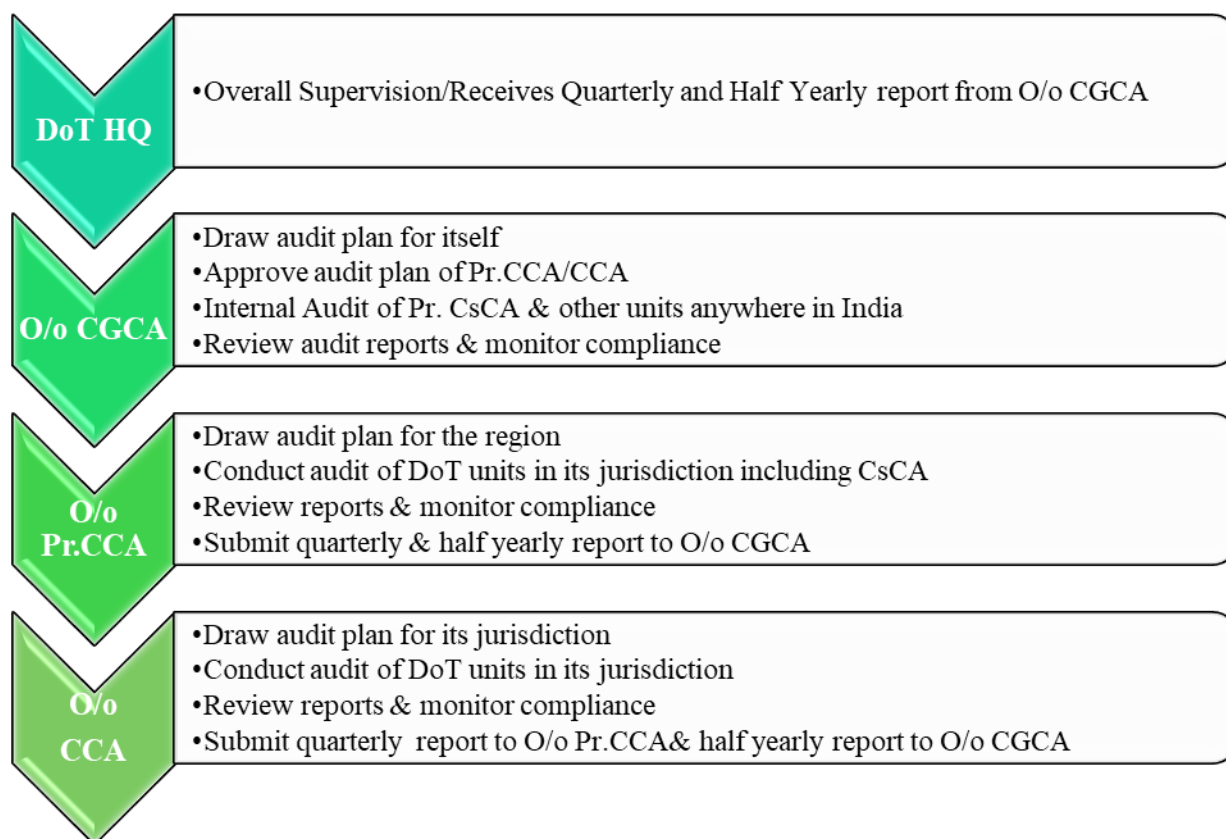 DoT HQ
•Overall Supervision/Receives Quarterly and Half Yearly report from O/o CGCA
O/o CGCA
•Draw audit plan for itself
•Approve audit plan of Pr.CCA/CCA
•Internal Audit of Pr. CsCA & other units anywhere in India
•Review audit reports & monitor compliance
O/o
Pr.CCA
•Draw audit plan for the region
•Conduct audit of DoT units in its jurisdiction including CsCA
•Review reports & monitor compliance
•Submit quarterly & half yearly report to O/o CGCA
O/o
CCA
•Draw audit plan for its jurisdiction
•Conduct audit of DoT units in its jurisdiction
•Review reports & monitor compliance
•Submit quarterly  report to O/o Pr.CCA& half yearly report to O/o CGCA